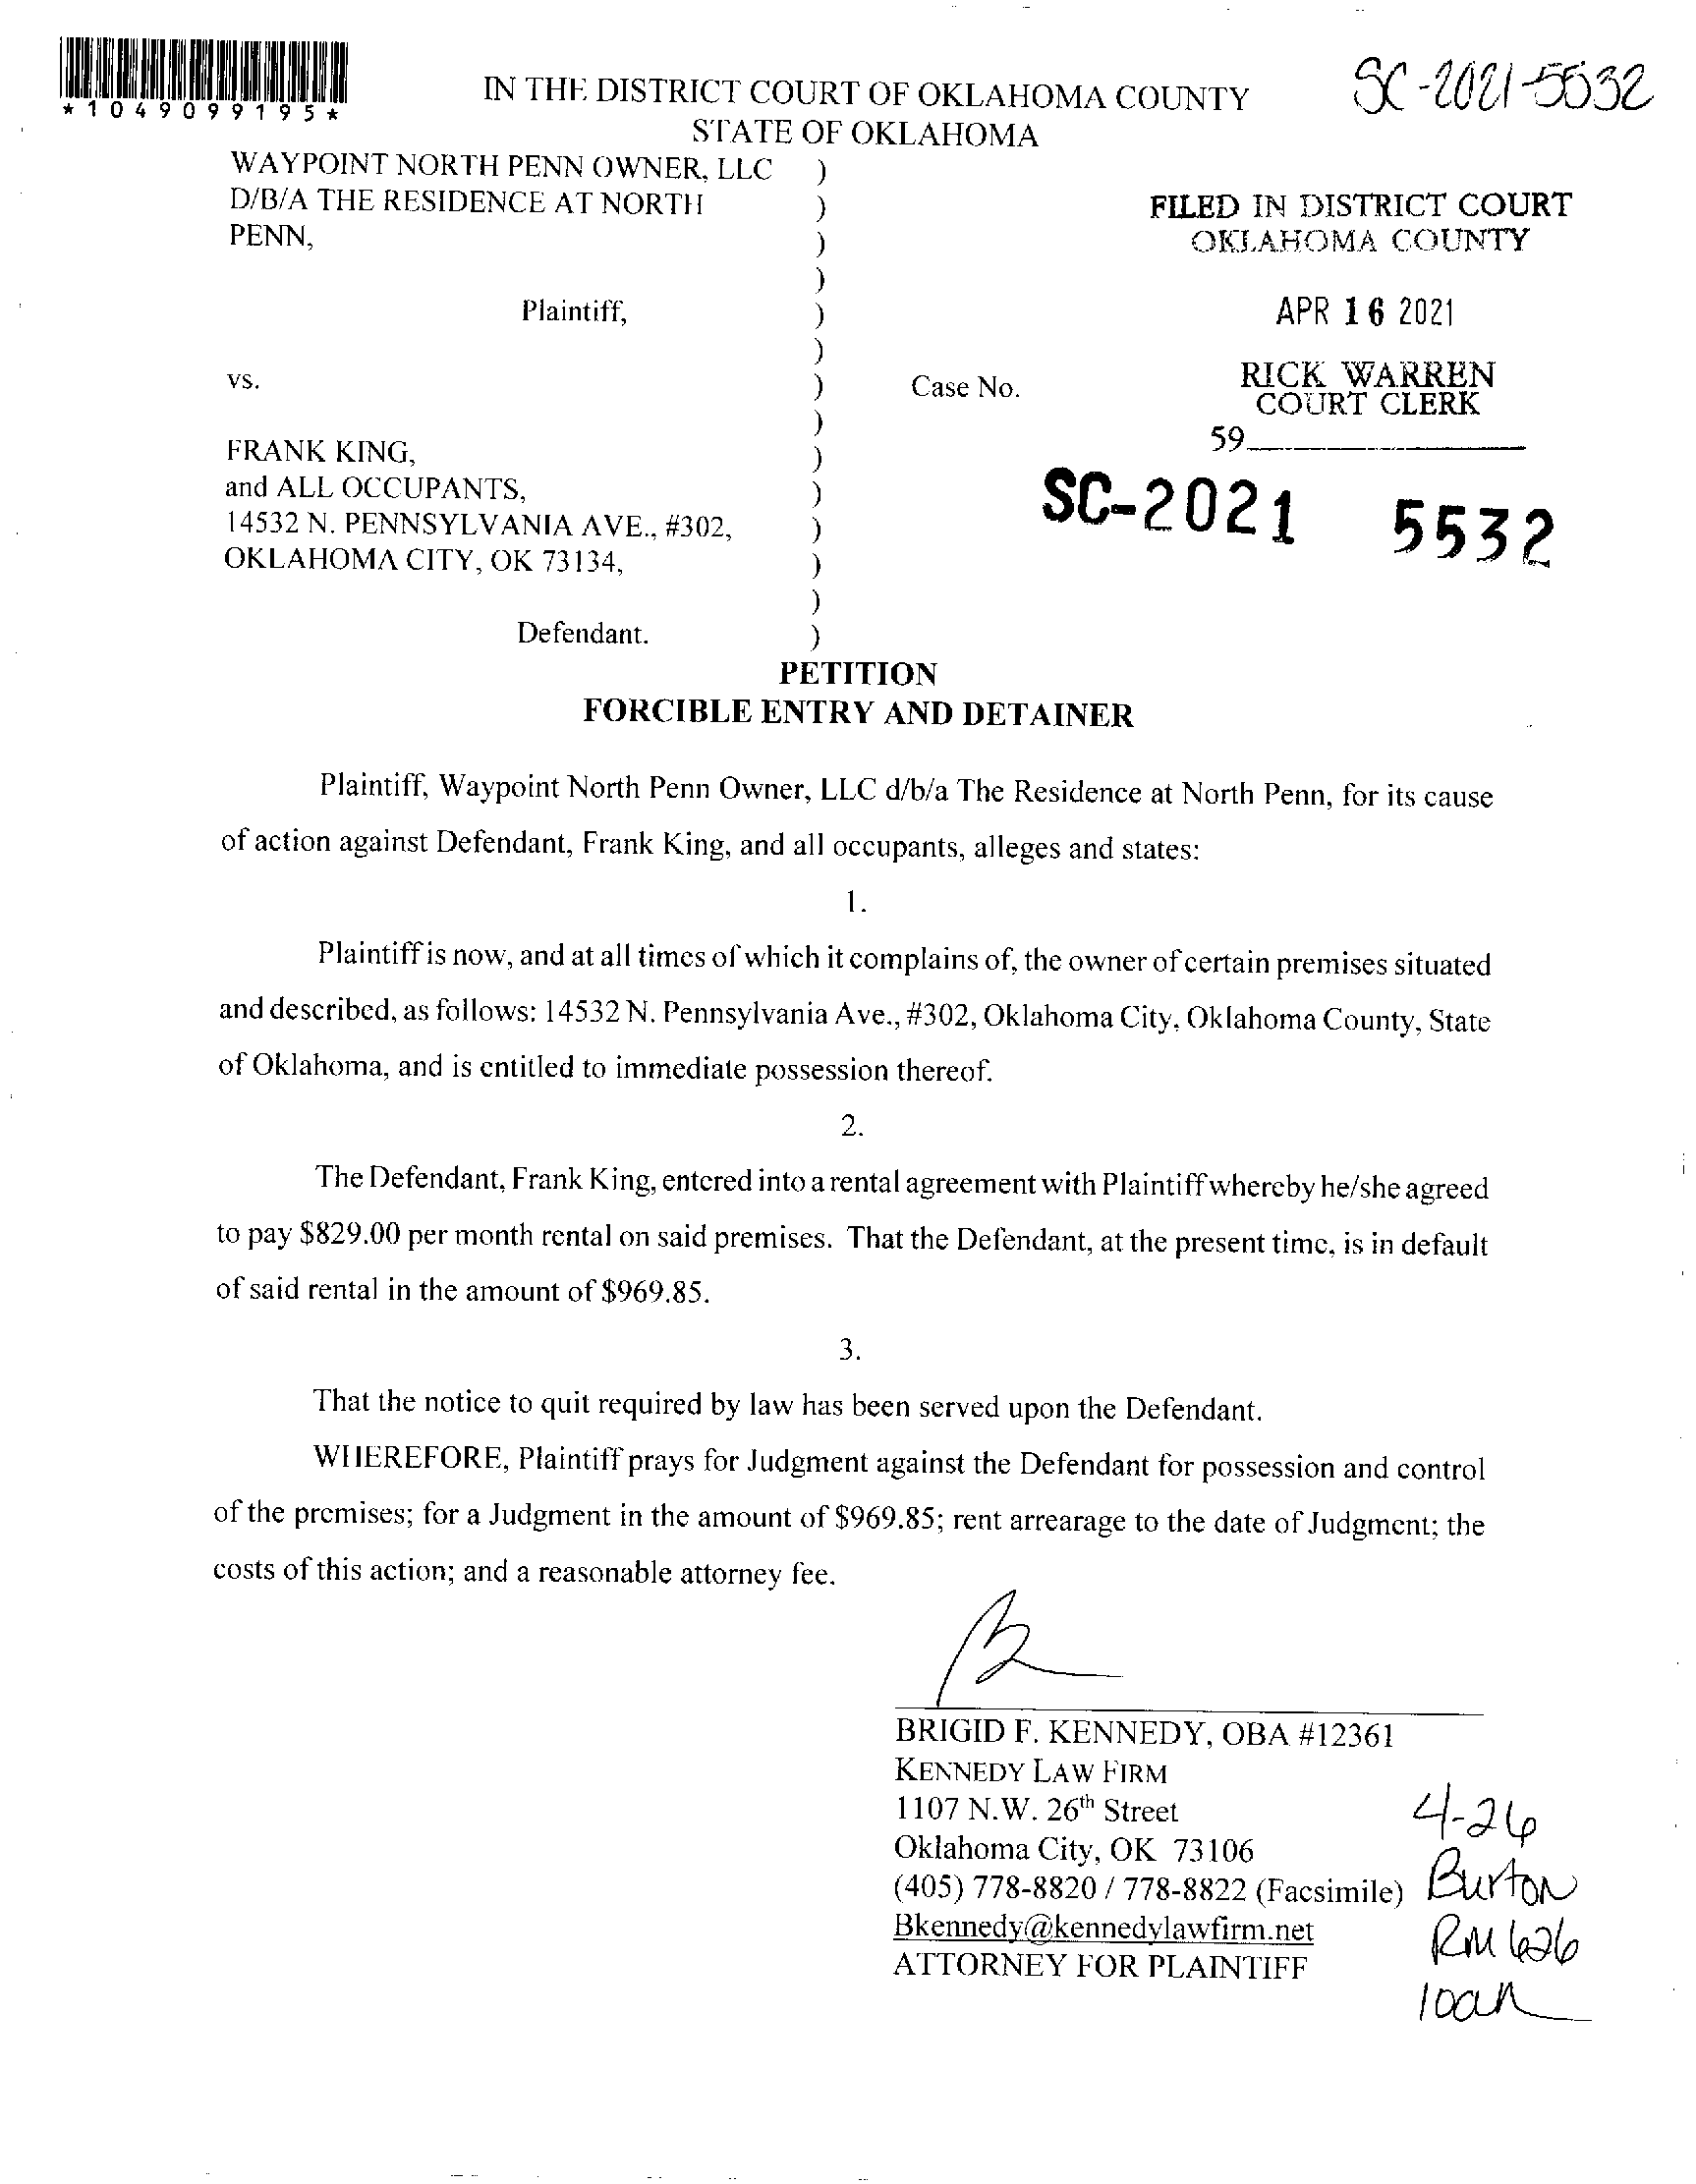 *1049099195*
SC-2021-5532
IN THE DISTRICT COURT OF OKLAHOMA COUNTY
STATE OF OKLAHOMA
WAYPOINT NORTH PENN OWNER, LLC )
D/B/A THE RESIDENCE AT NORTH )
PENN, )
)
Plaintiff, )
)
vs. ) Case No.
)
FRANK KING, )
and ALL OCCUPANTS, )
14532 N. PENNSYLVANIA AVE., #302, )
OKLAHOMA CITY, OK 73134, )
)
Defendant. )
FILED IN DISTRICT COURT
OKLAHOMA COUNTY
APR 16 2021
RICK WARREN
COURT CLERK
59
SC-2021 5532
PETITION
FORCIBLE ENTRY AND DETAINER
Plaintiff, Waypoint North Penn Owner, LLC d/b/a The Residence at North Penn, for its cause
of action against Defendant, Frank King, and all occupants, alleges and states:
1.
Plaintiff is now, and at all times of which it complains of, the owner of certain premises situated
and described, as follows: 14532 N. Pennsylvania Ave., #302, Oklahoma City, Oklahoma County, State
of Oklahoma, and is entitled to immediate possession thereof.
2.
The Defendant, Frank King, entered into a rental agreement with Plaintiff whereby he/she agreed
to pay $829.00 per month rental on said premises. That the Defendant, at the present time, is in default
of said rental in the amount of $969.85.
3.
That the notice to quit required by law has been served upon the Defendant.
WHEREFORE, Plaintiff prays for Judgment against the Defendant for possession and control
of the premises; for a Judgment in the amount of $969.85; rent arrearage to the date of Judgment; the
costs of this action; and a reasonable attorney fee.
BRIGID F. KENNEDY, OBA #12361
KENNEDY LAW FIRM
1107 N.W. 26th Street
Oklahoma City, OK 73106
(405) 778-8820 / 778-8822 (Facsimile)
Bkennedy@kennedylawfirm.net
ATTORNEY FOR PLAINTIFF
4-26
Burton
RM 626
10am